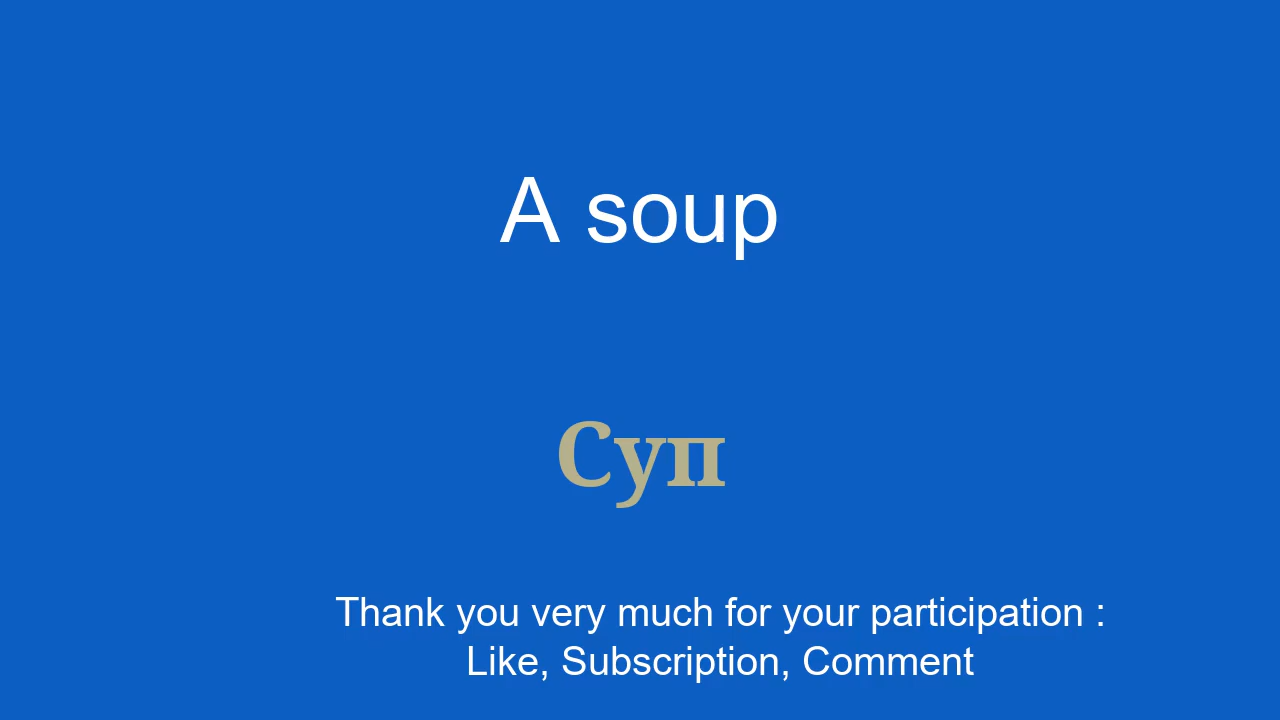 A soup
Суп
Thank you very much for your participation :
Like, Subscription, Comment